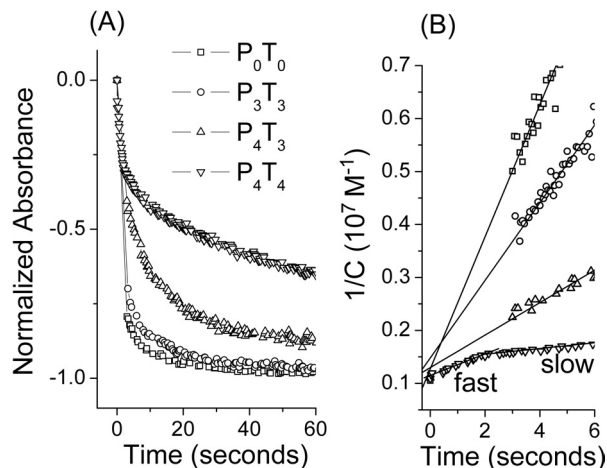 (A)
P₀T₀
P₃T₃
P₄T₃
P₄T₄
0.0
-0.5
-1.0
Normalized Absorbance
0 20 40 60
Time (seconds)
(B)
0.7
0.6
0.5
0.4
0.3
0.2
0.1
1/C (10⁷ M⁻¹)
fast
slow
0 2 4 6
Time (seconds)